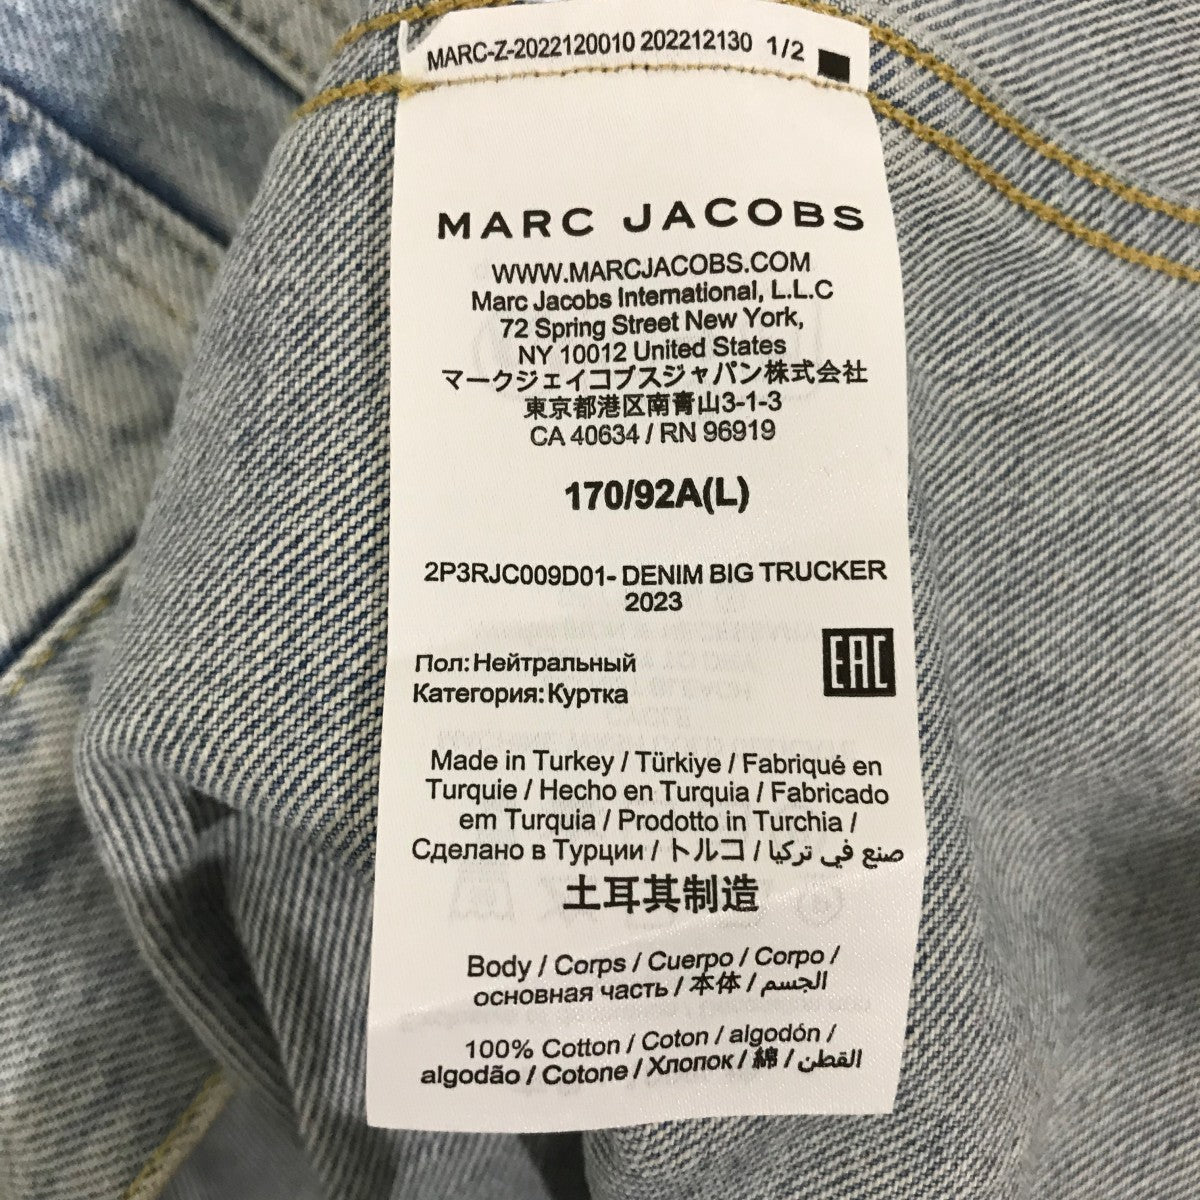 MARC-Z-2022120010 202212130 1/2
MARC JACOBS
WWW.MARCJACOBS.COM
Marc Jacobs International, L.L.C
72 Spring Street New York,
NY 10012 United States
マークジェイコブスジャパン株式会社
東京都港区南青山3-1-3
CA 40634 / RN 96919
170/92A(L)
2P3RJC009D01- DENIM BIG TRUCKER
2023
Пол: Нейтральный
Категория: Куртка
EAC
Made in Turkey / Türkiye / Fabriqué en
Turquie / Hecho en Turquia / Fabricado
em Turquia / Prodotto in Turchia /
Сделано в Турции / トルコ / صنع في تركيا
土耳其制造
Body / Corps / Cuerpo / Corpo /
основная часть / 本体 / الجسم
100% Cotton / Coton / algodón /
algodão / Cotone / Хлопок / 綿 / القطن